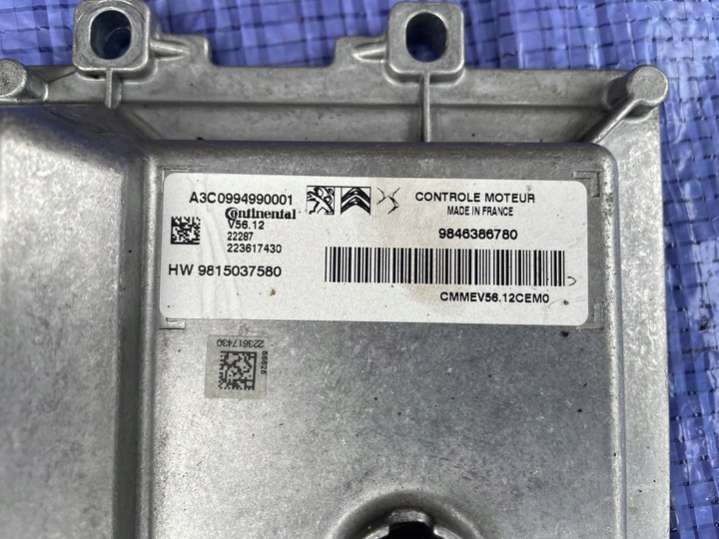 A3C0994990001
Continental
V56.12
22287
223617430
HW 9815037580
CONTROLE MOTEUR
MADE IN FRANCE
9846386780
CMMEV56.12CEM0
223617430